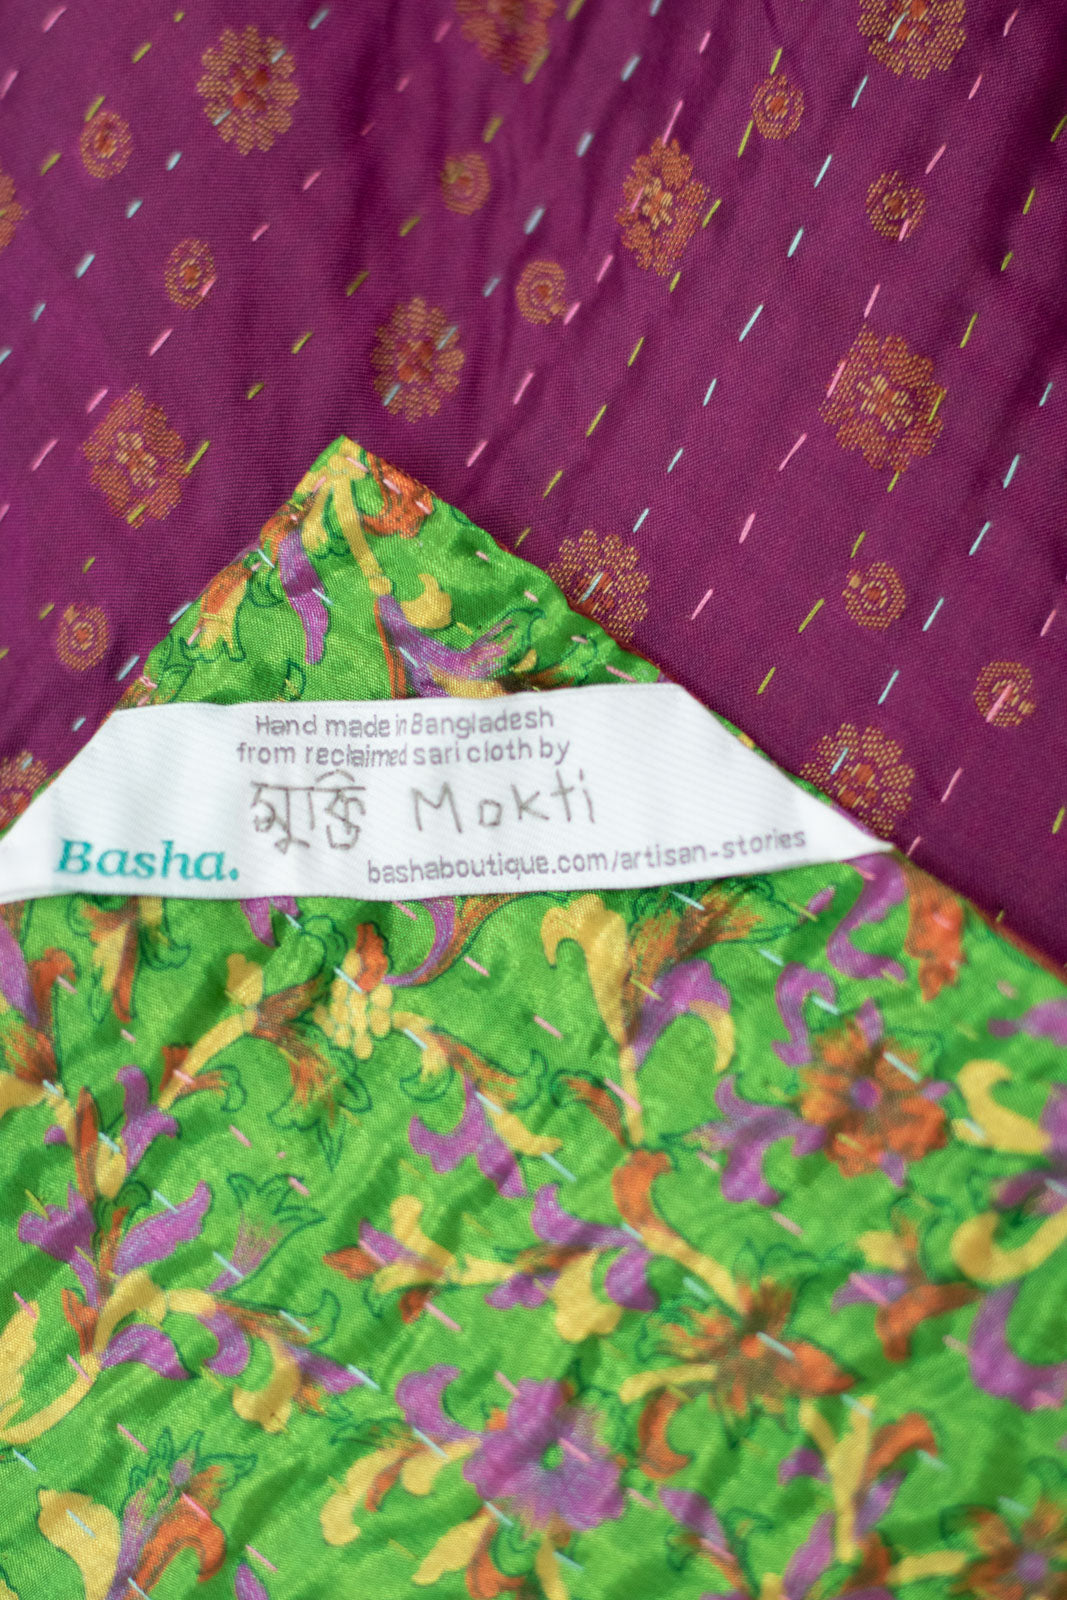 Hand made in Bangladesh
from reclaimed sari cloth by
মুক্তি Mokti
Basha.
bashaboutique.com/artisan-stories